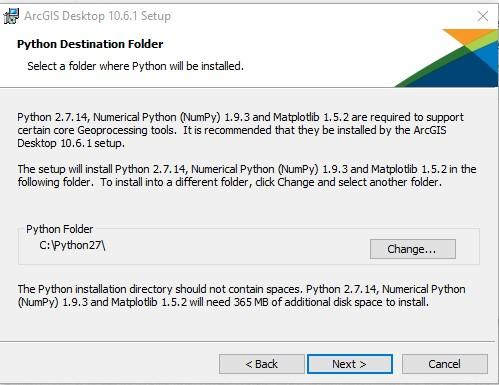 ArcGIS Desktop 10.6.1 Setup
Python Destination Folder
Select a folder where Python will be installed.
Python 2.7.14, Numerical Python (NumPy) 1.9.3 and Matplotlib 1.5.2 are required to support
certain core Geoprocessing tools. It is recommended that they be installed by the ArcGIS
Desktop 10.6.1 setup.
The setup will install Python 2.7.14, Numerical Python (NumPy) 1.9.3 and Matplotlib 1.5.2 in the
following folder. To install into a different folder, click Change and select another folder.
Python Folder
C:\Python27\
Change...
The Python installation directory should not contain spaces. Python 2.7.14, Numerical Python
(NumPy) 1.9.3 and Matplotlib 1.5.2 will need 365 MB of additional disk space to install.
< Back
Next >
Cancel